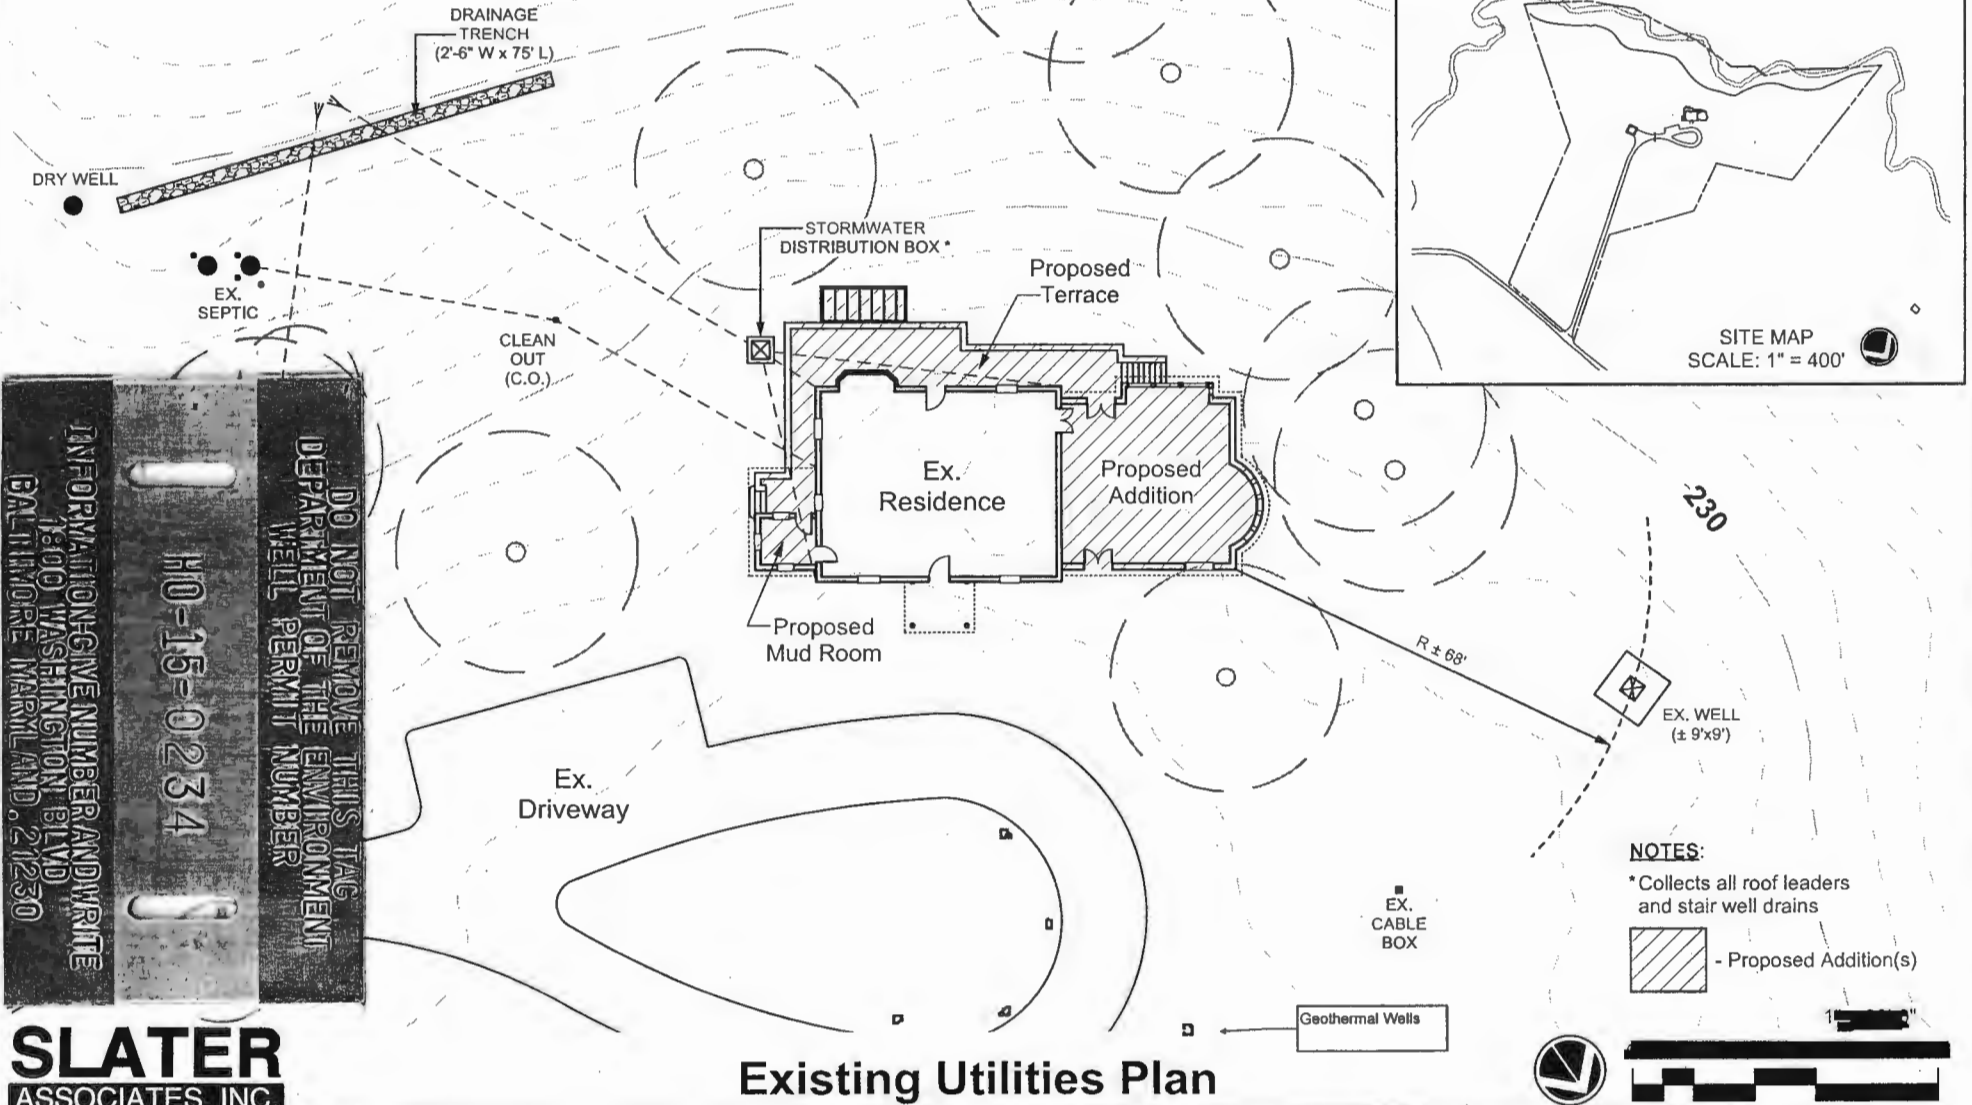 DRAINAGE
TRENCH
(2'-6" W x 75' L)
DRY WELL
EX.
SEPTIC
CLEAN
OUT
(C.O.)
STORMWATER
DISTRIBUTION BOX *
Proposed
Terrace
Ex.
Residence
Proposed
Addition
Proposed
Mud Room
Ex.
Driveway
SITE MAP
SCALE: 1" = 400'
230
R ± 68'
EX. WELL
(± 9'x9')
EX.
CABLE
BOX
NOTES:
*Collects all roof leaders
and stair well drains
- Proposed Addition(s)
Geothermal Wells
DO NOT REMOVE THIS TAG
DEPARTMENT OF THE ENVIRONMENT
WELL PERMIT NUMBER
HO-15-0234
INFORMATION-GIVE NUMBER AND WRITE
1800 WASHINGTON BLVD
BALTIMORE MARYLAND. 21230
SLATER
ASSOCIATES, INC.
Existing Utilities Plan